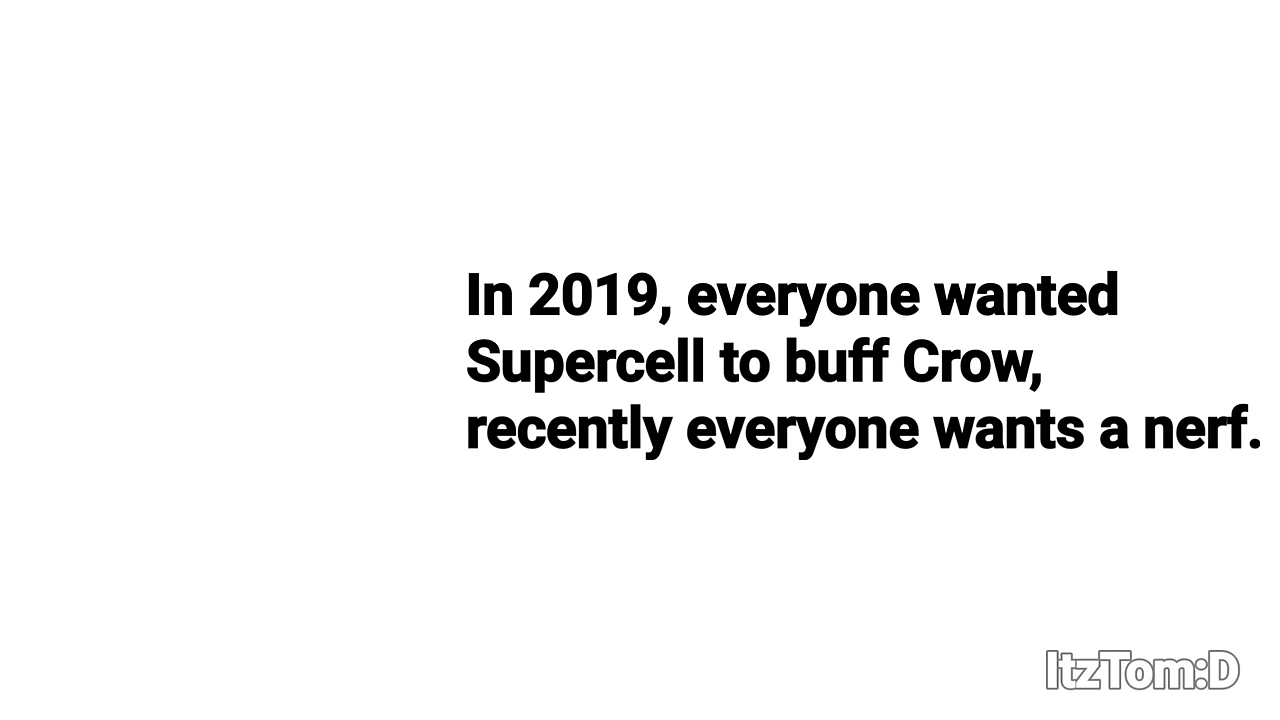 In 2019, everyone wanted
Supercell to buff Crow,
recently everyone wants a nerf.
ItzTom:D